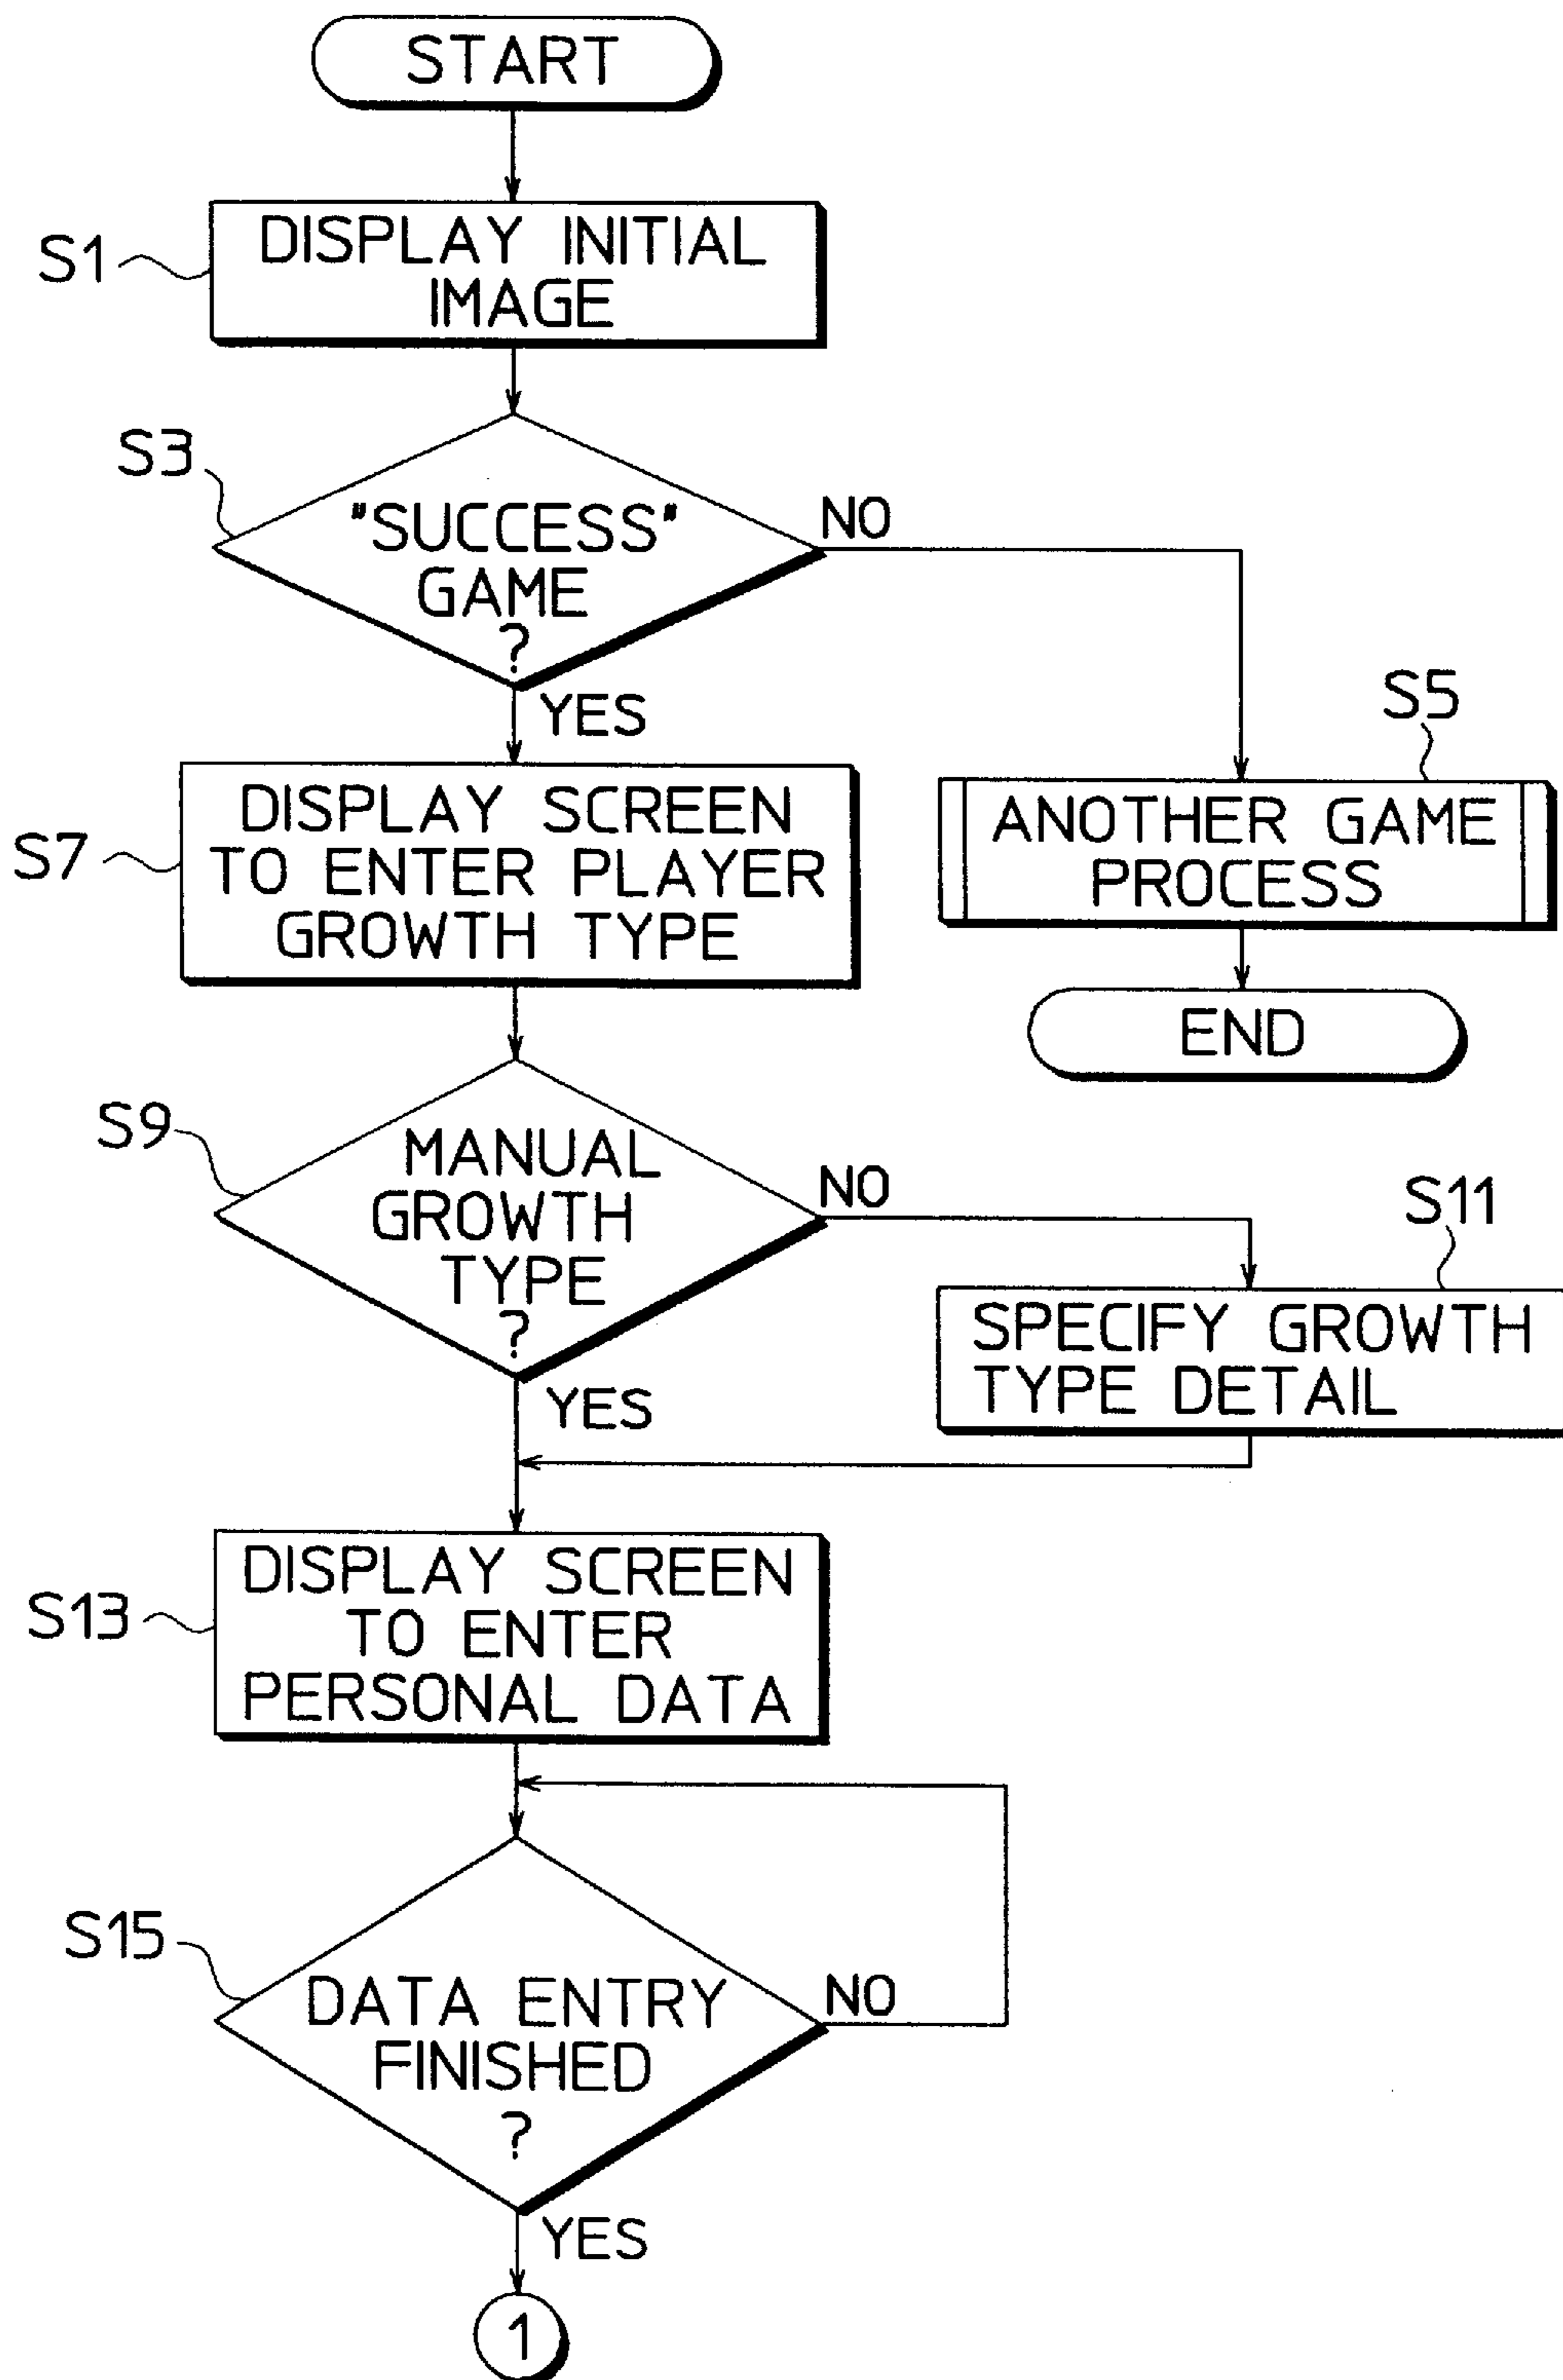 START
S1
DISPLAY INITIAL
IMAGE
S3
"SUCCESS"
GAME
?
NO
YES
S5
ANOTHER GAME
PROCESS
END
S7
DISPLAY SCREEN
TO ENTER PLAYER
GROWTH TYPE
S9
MANUAL
GROWTH
TYPE
?
NO
YES
S11
SPECIFY GROWTH
TYPE DETAIL
S13
DISPLAY SCREEN
TO ENTER
PERSONAL DATA
S15
DATA ENTRY
FINISHED
?
NO
YES
1